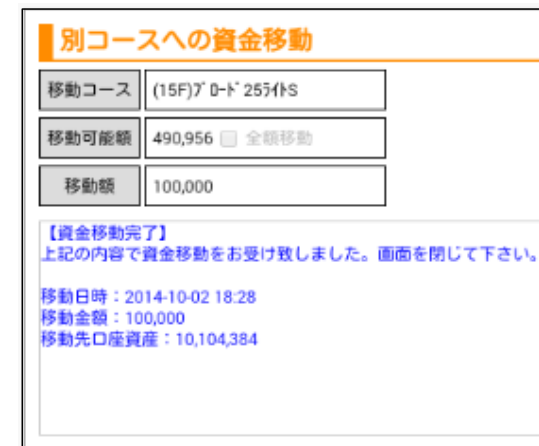 別コースへの資金移動
移動コース (15F)ﾌﾞﾛｰﾄﾞ25ﾗｲﾄS
移動可能額 490,956 全額移動
移動額 100,000
【資金移動完了】
上記の内容で資金移動をお受け致しました。画面を閉じて下さい。
移動日時：2014-10-02 18:28
移動金額：100,000
移動先口座資産：10,104,384